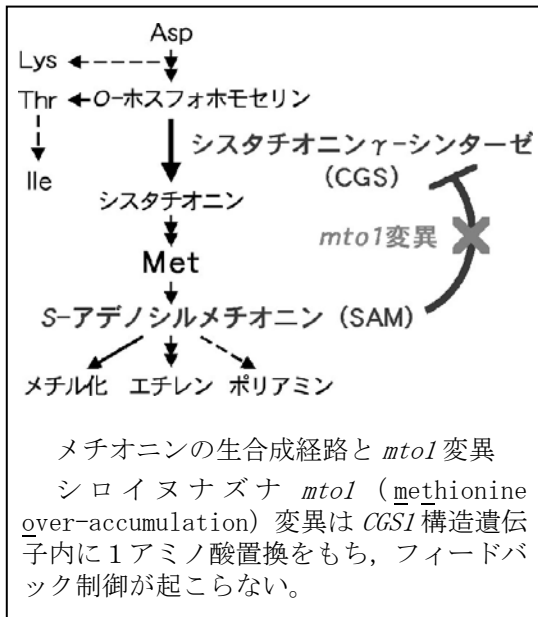 Asp
Lys
Thr
O-ホスフォホモセリン
シスタチオニンγ-シンターゼ
(CGS)
Ile
シスタチオニン
mto1変異
Met
S-アデノシルメチオニン (SAM)
メチル化 エチレン ポリアミン
メチオニンの生合成経路と mto1 変異
シロイヌナズナ mto1 (methionine
over-accumulation) 変異は CGS1 構造遺伝
子内に1アミノ酸置換をもち，フィードバ
ック制御が起こらない。